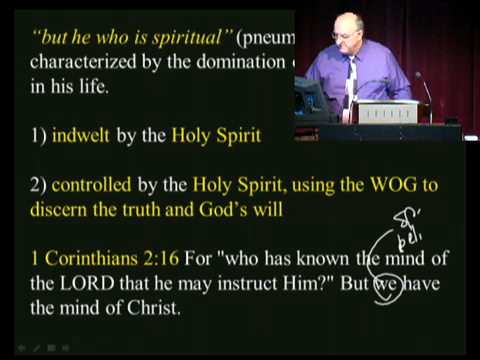 “but he who is spiritual” (pneum
characterized by the domination
in his life.
1) indwelt by the Holy Spirit
2) controlled by the Holy Spirit, using the WOG to
discern the truth and God’s will
sp.
1 Corinthians 2:16 For "who has known the mind of
the LORD that he may instruct Him?" But we have
the mind of Christ.